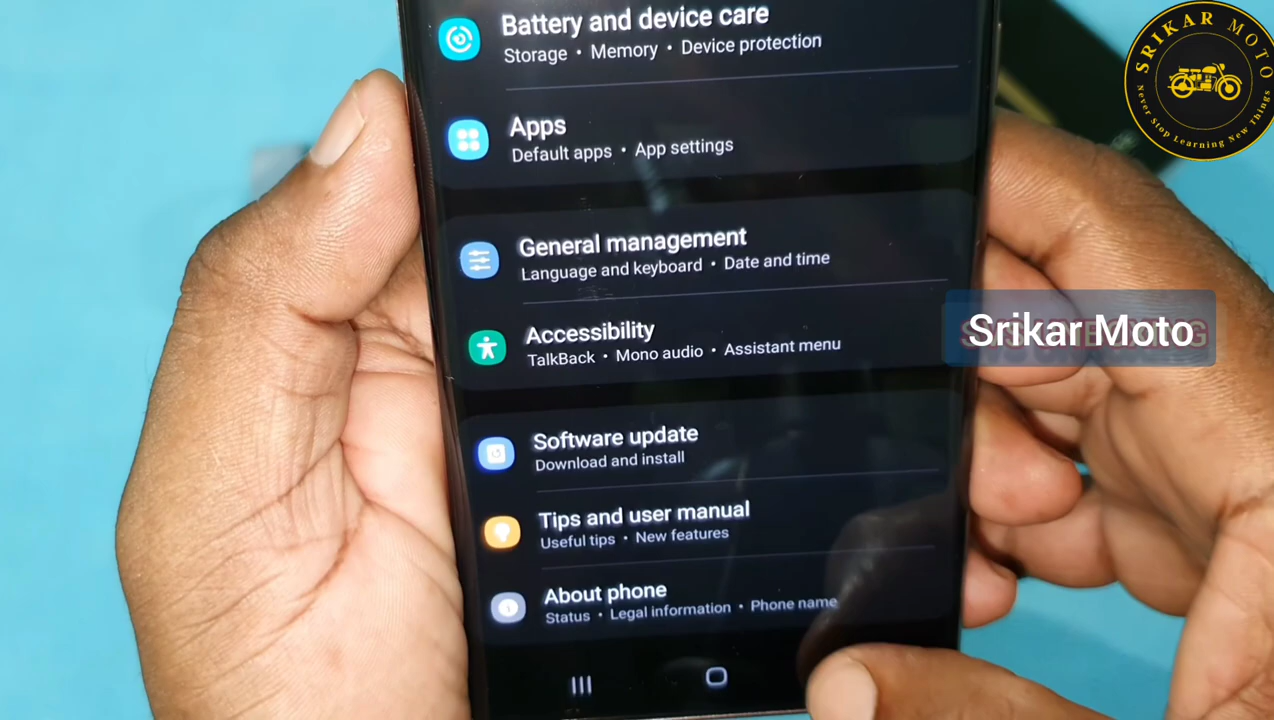 Battery and device care
Storage • Memory • Device protection
Apps
Default apps • App settings
General management
Language and keyboard • Date and time
Accessibility
TalkBack • Mono audio • Assistant menu
Software update
Download and install
Tips and user manual
Useful tips • New features
About phone
Status • Legal information • Phone name
SRIKAR MOTO
Never Stop Learning New Things
Srikar Moto